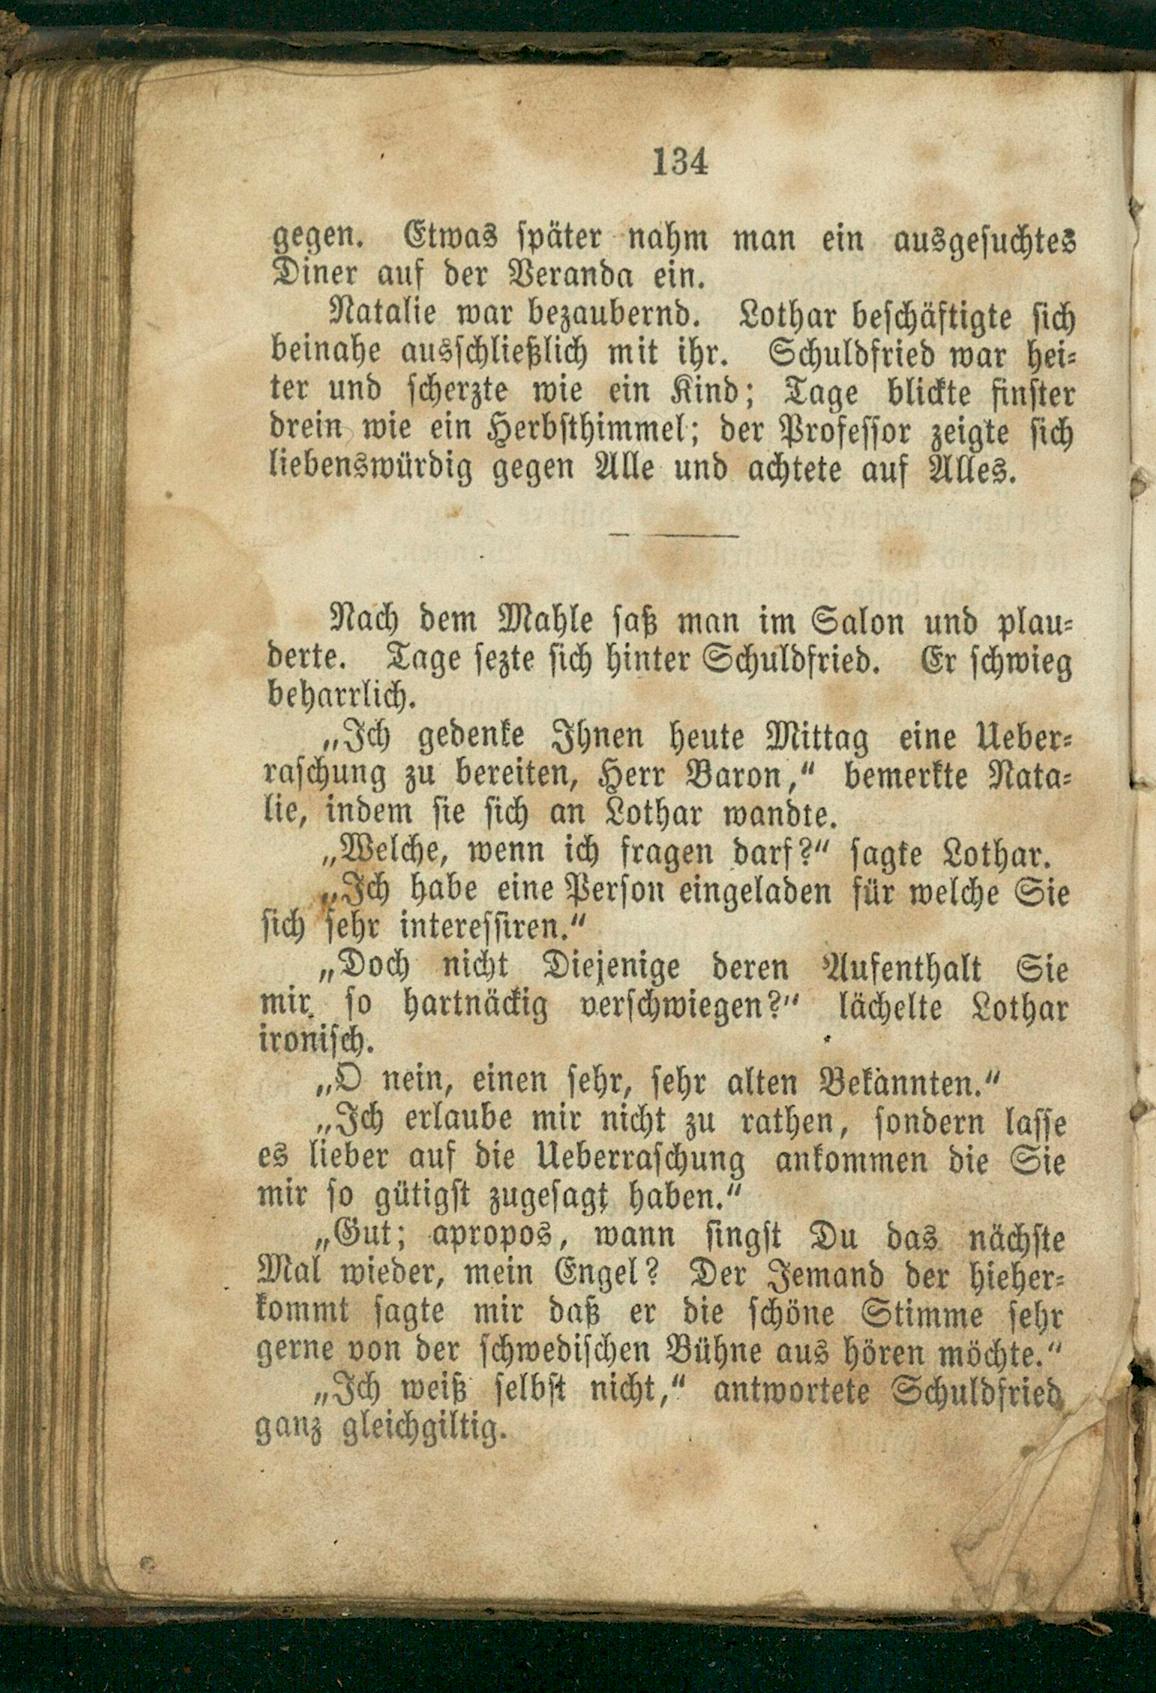 134
gegen. Etwas später nahm man ein ausgesuchtes
Diner auf der Veranda ein.
Natalie war bezaubernd. Lothar beschäftigte sich
beinahe ausschließlich mit ihr. Schuldfried war hei-
ter und scherzte wie ein Kind; Tage blickte finster
drein wie ein Herbsthimmel; der Professor zeigte sich
liebenswürdig gegen Alle und achtete auf Alles.
Nach dem Mahle saß man im Salon und plau-
derte. Tage sezte sich hinter Schuldfried. Er schwieg
beharrlich.
„Ich gedenke Ihnen heute Mittag eine Ueber-
raschung zu bereiten, Herr Baron,“ bemerkte Nata-
lie, indem sie sich an Lothar wandte.
„Welche, wenn ich fragen darf?“ sagte Lothar.
„Ich habe eine Person eingeladen für welche Sie
sich sehr interessiren.“
„Doch nicht Diejenige deren Aufenthalt Sie
mir so hartnäckig verschwiegen?“ lächelte Lothar
ironisch.
„O nein, einen sehr, sehr alten Bekannten.“
„Ich erlaube mir nicht zu rathen, sondern lasse
es lieber auf die Ueberraschung ankommen die Sie
mir so gütigst zugesagt haben.“
„Gut; apropos, wann singst Du das nächste
Mal wieder, mein Engel? Der Jemand der hieher-
kommt sagte mir daß er die schöne Stimme sehr
gerne von der schwedischen Bühne aus hören möchte.“
„Ich weiß selbst nicht,“ antwortete Schuldfried
ganz gleichgiltig.